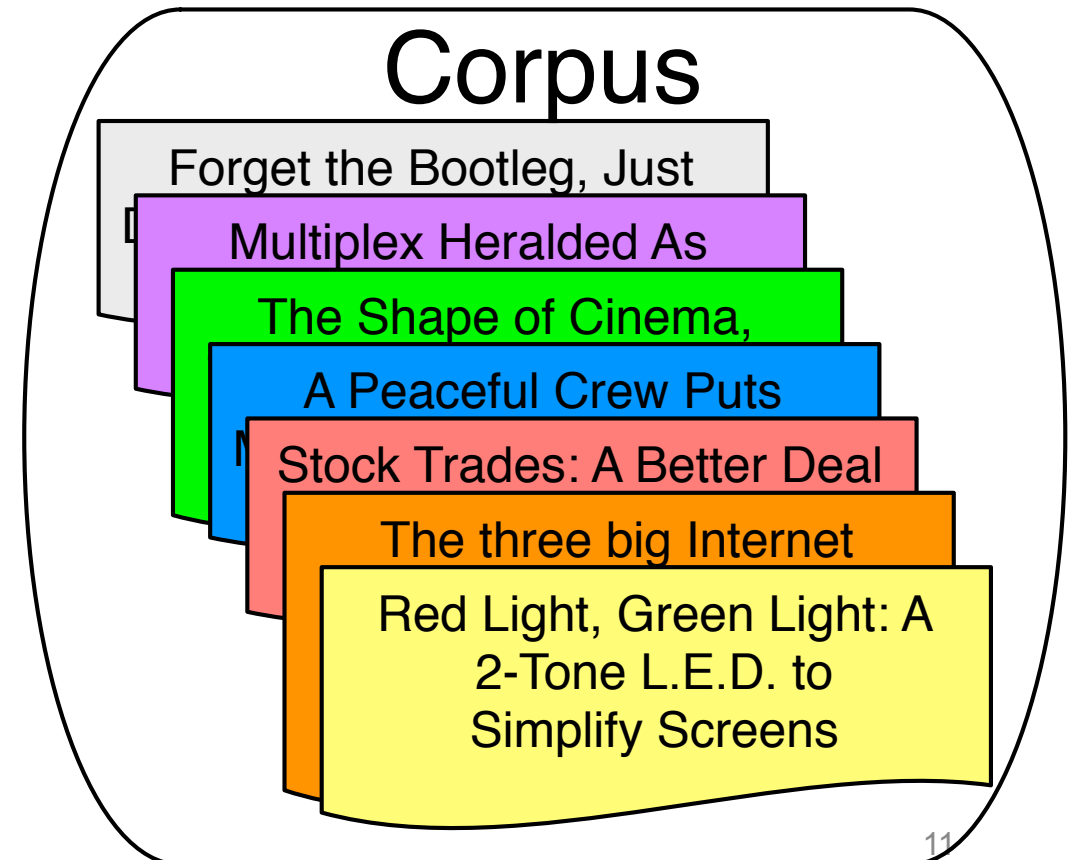 Corpus
Forget the Bootleg, Just
Multiplex Heralded As
The Shape of Cinema,
A Peaceful Crew Puts
Stock Trades: A Better Deal
The three big Internet
Red Light, Green Light: A
2-Tone L.E.D. to
Simplify Screens
11